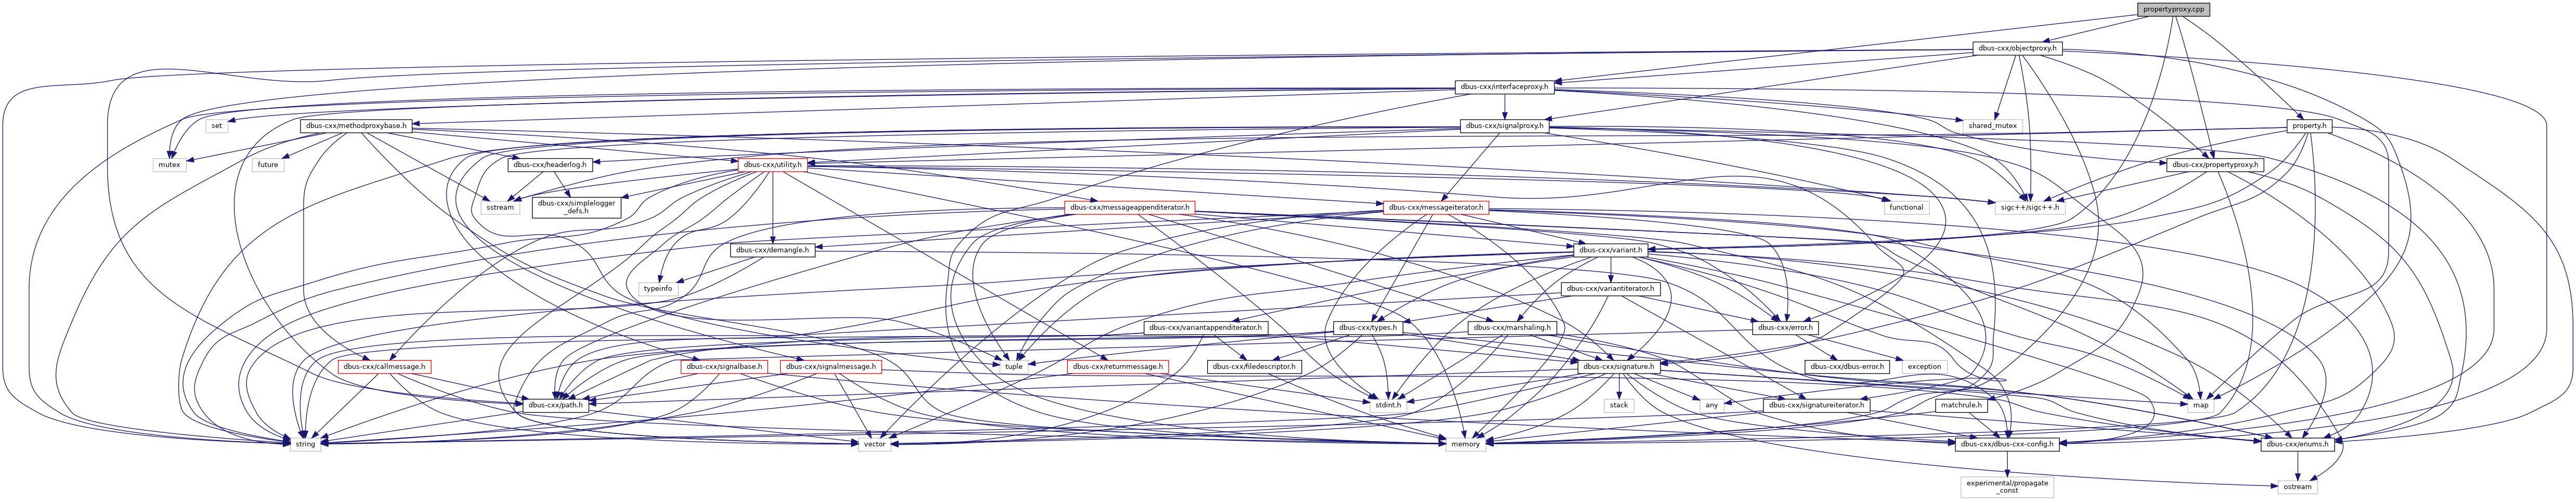 propertyproxy.cpp
dbus-cxx/objectproxy.h
dbus-cxx/interfaceproxy.h
set
dbus-cxx/methodproxybase.h
dbus-cxx/signalproxy.h
shared_mutex
property.h
mutex
future
dbus-cxx/headerlog.h
dbus-cxx/utility.h
dbus-cxx/propertyproxy.h
sstream
dbus-cxx/simplelogger
_defs.h
dbus-cxx/messageappenditerator.h
dbus-cxx/messageiterator.h
functional
sigc++/sigc++.h
dbus-cxx/demangle.h
dbus-cxx/variant.h
typeinfo
dbus-cxx/variantiterator.h
dbus-cxx/variantappenditerator.h
dbus-cxx/types.h
dbus-cxx/marshaling.h
dbus-cxx/error.h
dbus-cxx/callmessage.h
dbus-cxx/signalbase.h
dbus-cxx/signalmessage.h
tuple
dbus-cxx/returnmessage.h
dbus-cxx/filedescriptor.h
dbus-cxx/signature.h
dbus-cxx/dbus-error.h
exception
dbus-cxx/path.h
stdint.h
stack
any
dbus-cxx/signatureiterator.h
matchrule.h
map
string
vector
memory
dbus-cxx/dbus-cxx-config.h
dbus-cxx/enums.h
experimental/propagate
_const
ostream